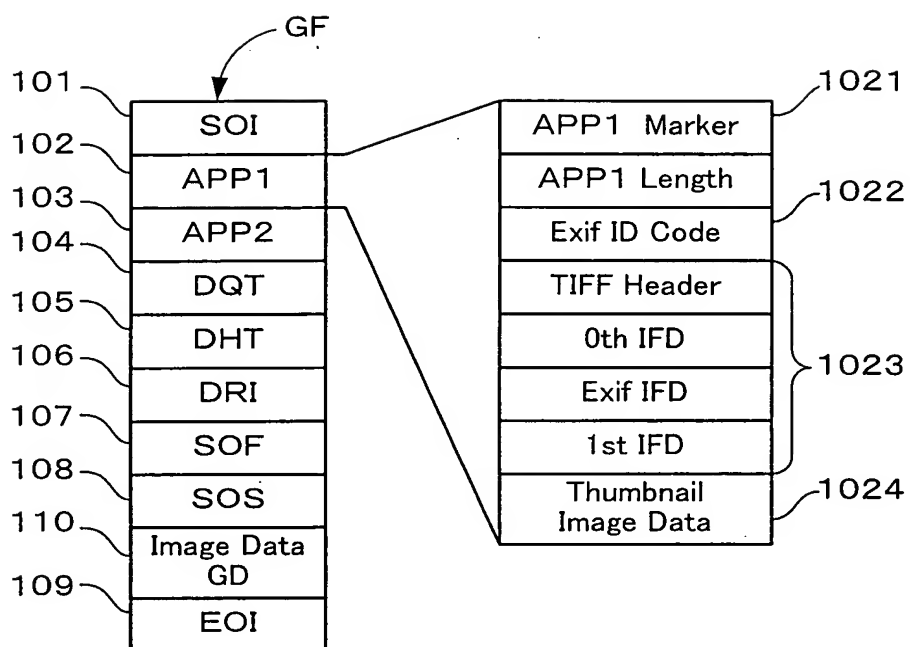 GF
101
SOI
102
APP1
103
APP2
104
DQT
105
DHT
106
DRI
107
SOF
108
SOS
110
Image Data
GD
109
EOI
1021
APP1 Marker
APP1 Length
1022
Exif ID Code
TIFF Header
0th IFD
Exif IFD
1st IFD
1023
Thumbnail
Image Data
1024